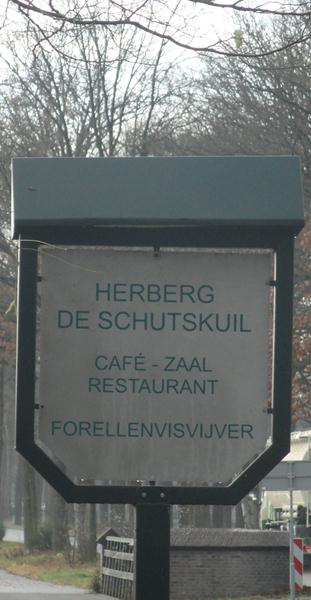 HERBERG
DE SCHUTSKUIL
CAFÉ - ZAAL
RESTAURANT
FORELLENVISVIJVER